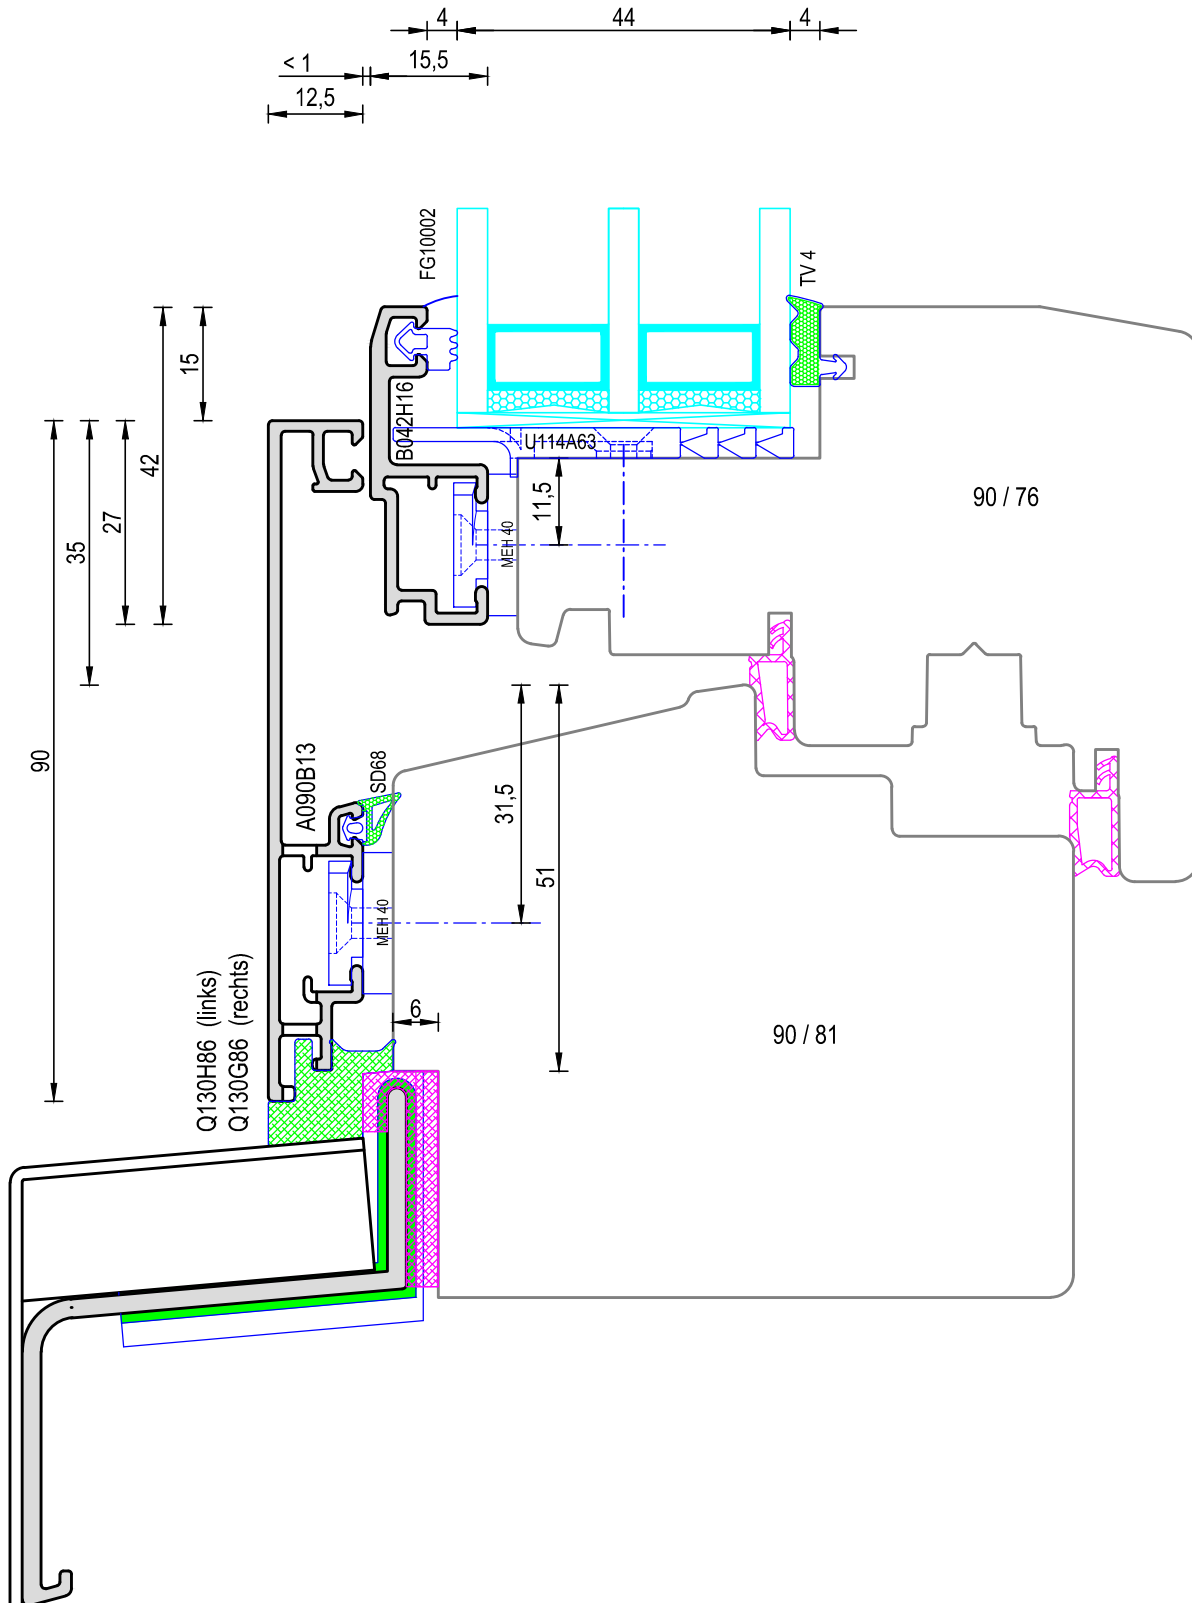 4
44
4
< 1
15,5
12,5
FG10002
TV 4
15
42
27
35
B042H16
U114A63
11,5
MEH 40
90 / 76
90
A090B13
SD68
31,5
51
MEH 40
Q130H86 (links)
Q130G86 (rechts)
6
90 / 81